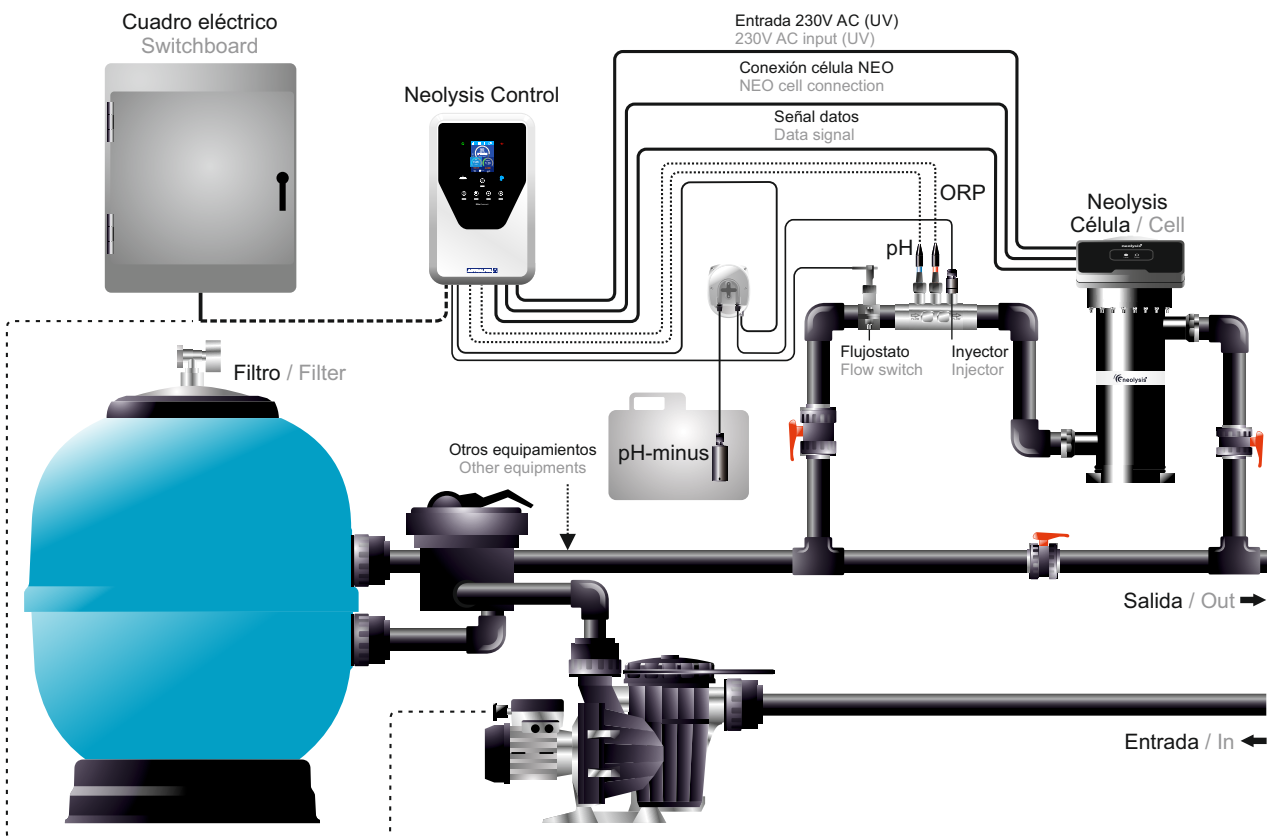 Cuadro eléctrico
Switchboard
Neolysis Control
Entrada 230V AC (UV)
230V AC input (UV)
Conexión célula NEO
NEO cell connection
Señal datos
Data signal
ORP
pH
Neolysis
Célula / Cell
neolysis
Flujostato
Flow switch
Inyector
Injector
neolysis
Filtro / Filter
pH-minus
Otros equipamientos
Other equipments
Salida / Out
Entrada / In